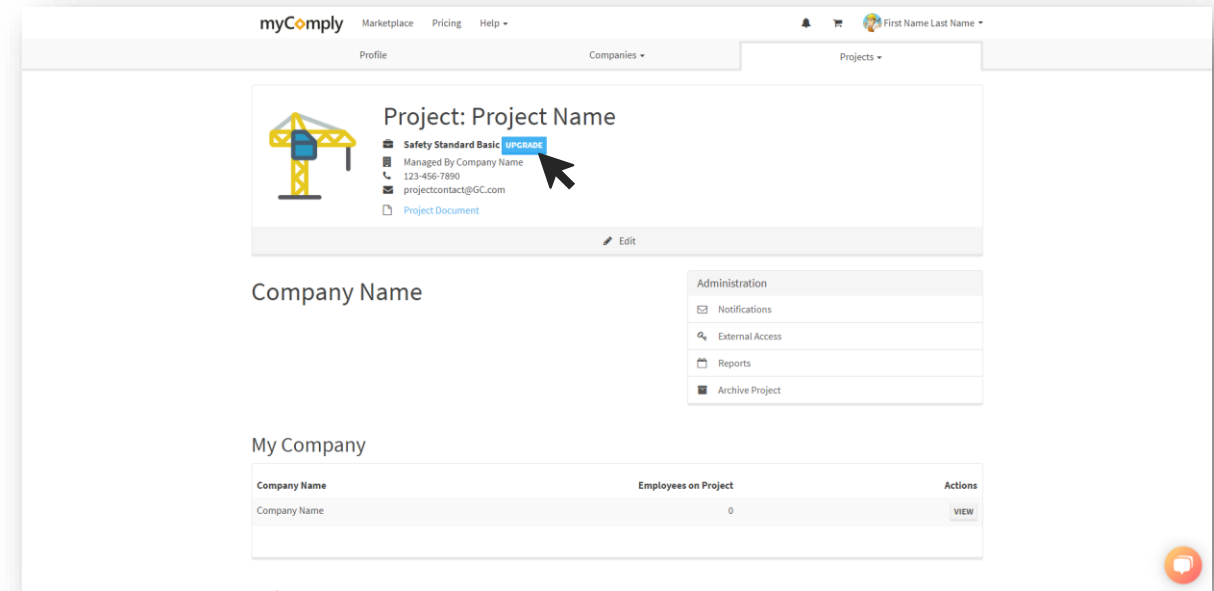 myComply Marketplace Pricing Help First Name Last Name
Profile Companies Projects
Project: Project Name
Safety Standard Basic UPGRADE
Managed By Company Name
123-456-7890
projectcontact@GC.com
Project Document
Edit
Company Name
Administration
Notifications
External Access
Reports
Archive Project
My Company
Company Name Employees on Project Actions
Company Name 0 VIEW